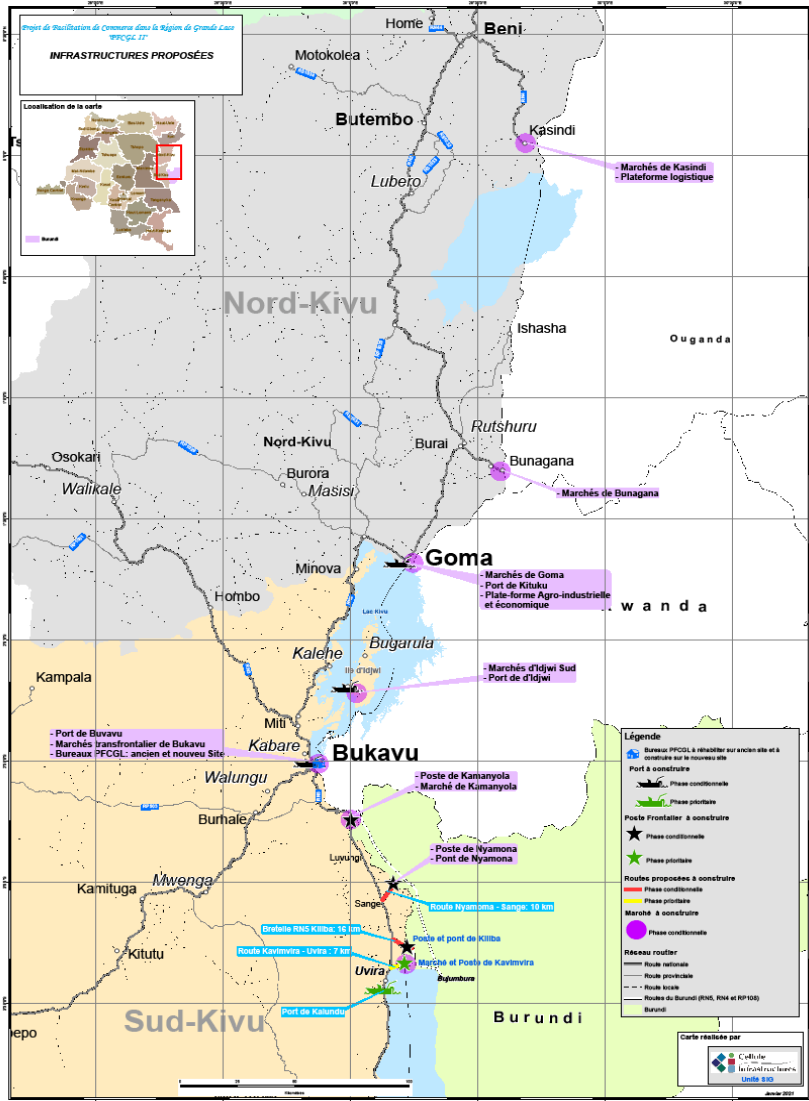 Projet de Facilitation de Commerce dans la Région de Grands Lacs
"PFCGL II"
INFRASTRUCTURES PROPOSÉES
Localisation de la carte
Burundi
Home
Beni
Motokolea
Butembo
Kasindi
- Marchés de Kasindi
- Plateforme logistique
Lubero
Nord-Kivu
Ishasha
Ouganda
Rutshuru
Nord-Kivu
Burai
Bunagana
Osokari
Burora
Walikale
Masisi
- Marchés de Bunagana
Goma
Minova
- Marchés de Goma
- Port de Kituku
- Plate-forme Agro-industrielle
et économique
Hombo
Lac Kivu
wanda
Bugarula
Kalehe
Ile d'Idjwi
- Marchés d'Idjwi Sud
- Port de d'Idjwi
Kampala
Miti
- Port de Buvavu
- Marchés transfrontalier de Bukavu
- Bureaux PFCGL: ancien et nouveu Site
Kabare
Bukavu
Walungu
- Poste de Kamanyola
- Marché de Kamanyola
Burhale
Luvungi
- Poste de Nyamona
- Pont de Nyamona
Mwenga
Kamituga
Sange
Route Nyamoma - Sange: 10 km
Bretelle RN5 Kiliba: 16 km
Poste et pont de Kiliba
Route Kavimvira - Uvira : 7 km
Kitutu
Marché et Poste de Kavimvira
Uvira
Bujumbura
Port de Kalundu
Sud-Kivu
Burundi
epo
Légende
Bureaux PFCGL à réhabiliter sur ancien site et à
construire sur le nouveau site
Port à construire
Phase conditionnelle
Phase prioritaire
Poste Frontalier à construire
Phase conditionnelle
Phase prioritaire
Routes proposées à construire
Phase conditionnelle
Phase prioritaire
Marché à construire
Phase conditionnelle
Réseau routier
Route nationale
Route provinciale
Route locale
Routes du Burundi (RN5, RN4 et RP108)
Burundi
Carte réalisée par
Cellule
Infrastructures
Unité SIG
Janvier 2021